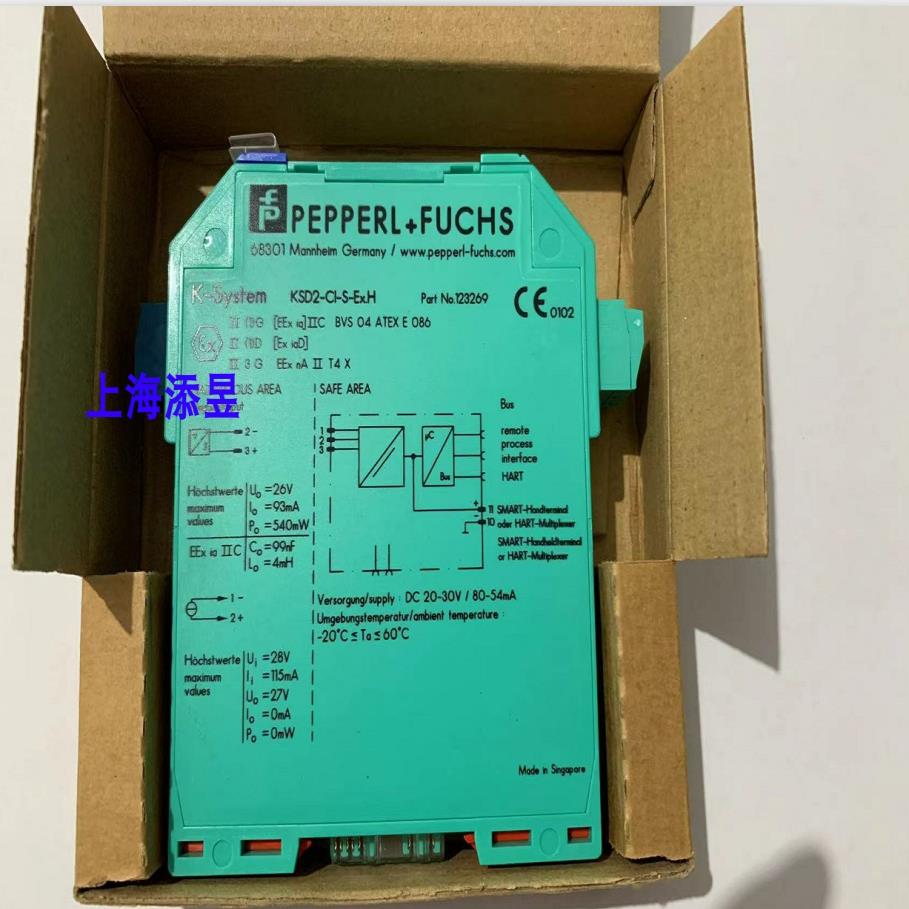 PEPPERL+FUCHS
68301 Mannheim Germany / www.pepperl-fuchs.com
K-System KSD2-CI-S-Ex.H Part No.123269 CE 0102
[EEx ia]IIC BVS 04 ATEX E 086
[Ex iaD]
Ex
II 3 G EEx nA II T4 X
AREA SAFE AREA
上海添昱
Bus
2-
3+
1
2
3
µC
Bus
remote
process
interface
HART
Höchstwerte
maximum
values
U₀ =26V
I₀ =93mA
P₀ =540mW
EEx ia IIC
C₀ =99nF
L₀ =4mH
+
11 SMART-Handterminal
-
10 oder HART-Multiplexer
SMART-Handheldterminal
or HART-Multiplexer
1-
2+
Versorgung/supply : DC 20-30V / 80-54mA
Umgebungstemperatur/ambient temperature :
-20°C ≤ Ta ≤ 60°C
Höchstwerte
maximum
values
Uᵢ =28V
Iᵢ =115mA
U₀ =27V
I₀ =0mA
P₀ =0mW
Made in Singapore